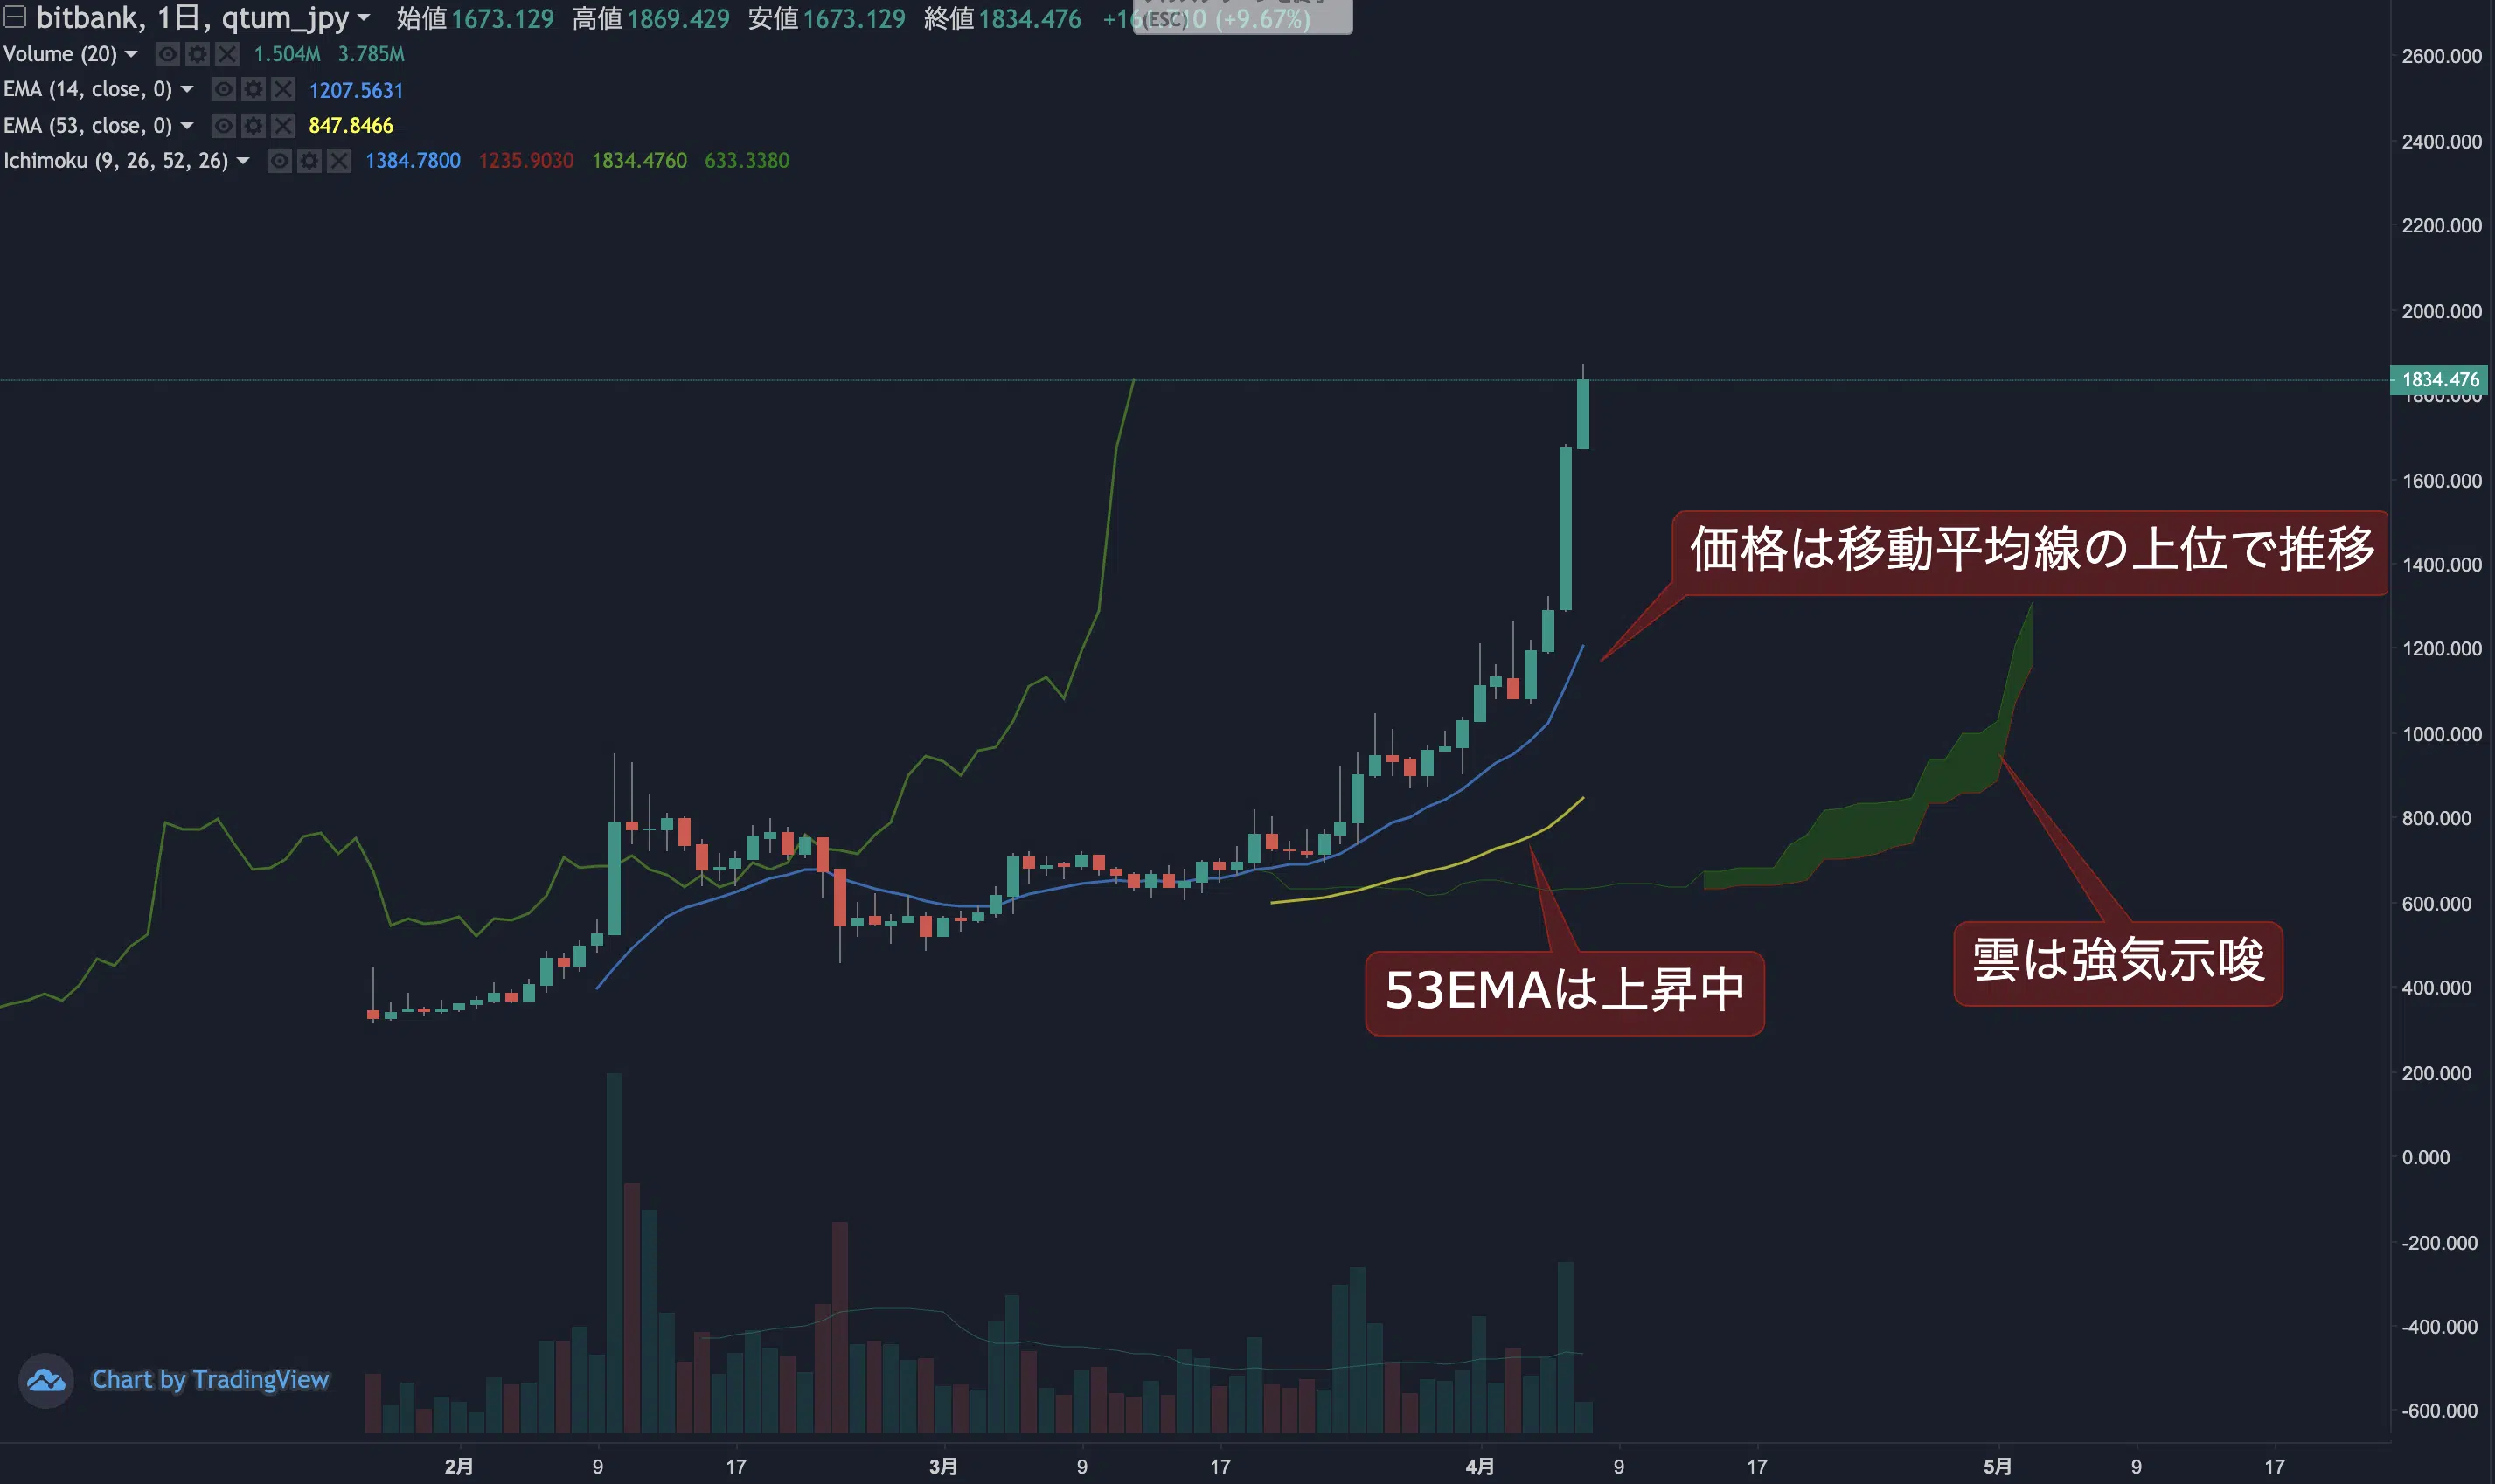 bitbank, 1日, qtum_jpy 始値1673.129 高値1869.429 安値1673.129 終値1834.476 (ESC) (+9.67%)
Volume (20) 1.504M 3.785M
EMA (14, close, 0) 1207.5631
EMA (53, close, 0) 847.8466
Ichimoku (9, 26, 52, 26) 1384.7800 1235.9030 1834.4760 633.3380
2600.000
2400.000
2200.000
2000.000
1834.476
1800.000
1600.000
価格は移動平均線の上位で推移
1400.000
1200.000
1000.000
800.000
600.000
雲は強気示唆
53EMAは上昇中
400.000
200.000
0.000
-200.000
-400.000
Chart by TradingView
-600.000
2月 9 17 3月 9 17 4月 9 17 5月 9 17